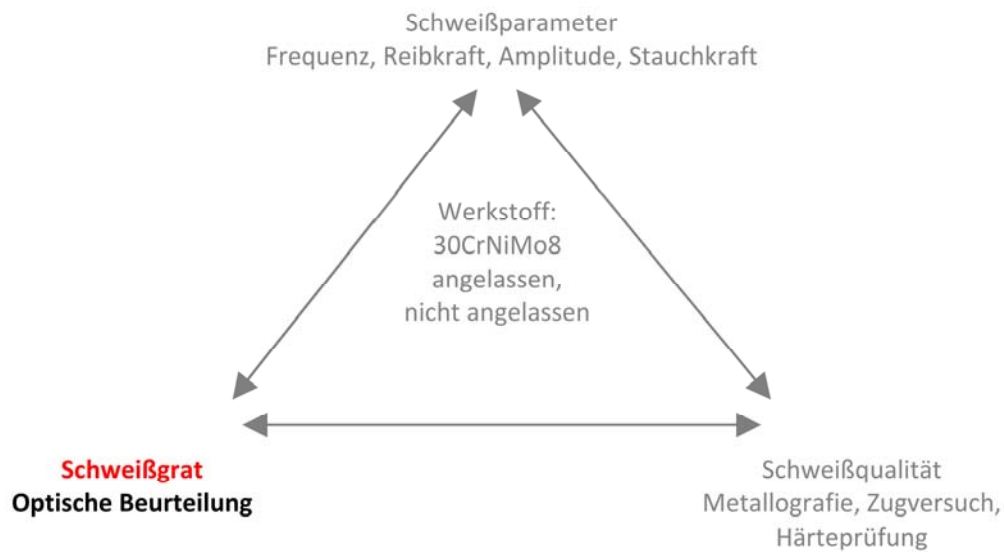 Schweißparameter
Frequenz, Reibkraft, Amplitude, Stauchkraft
Werkstoff:
30CrNiMo8
angelassen,
nicht angelassen
Schweißgrat
Optische Beurteilung
Schweißqualität
Metallografie, Zugversuch,
Härteprüfung